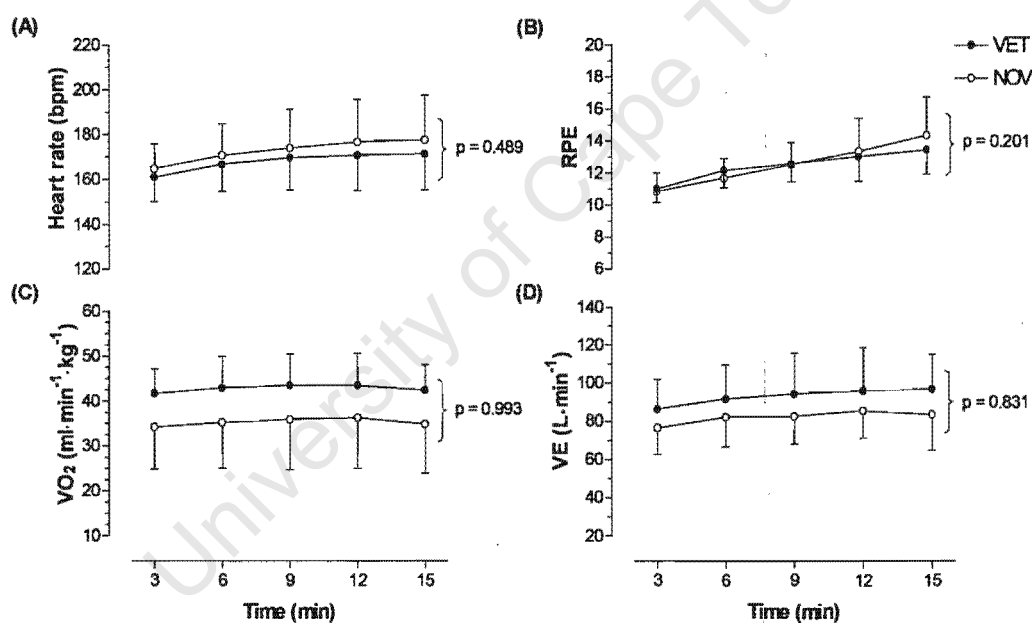 (A)
220
200
180
160
140
120
Heart rate (bpm)
p = 0.489
(B)
20
18
16
14
12
10
8
6
RPE
VET
NOV
p = 0.201
(C)
60
50
40
30
20
10
VO₂ (ml·min⁻¹·kg⁻¹)
p = 0.993
(D)
140
120
100
80
60
40
20
VE (L·min⁻¹)
p = 0.831
3 6 9 12 15
Time (min)
3 6 9 12 15
Time (min)
University of Cape